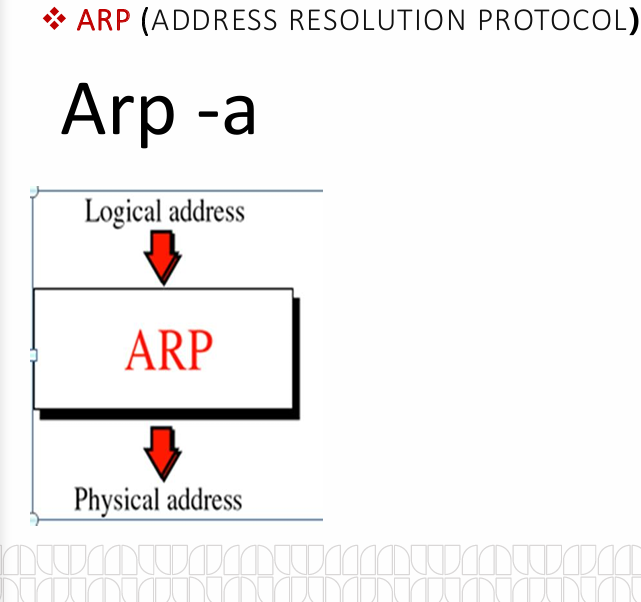 ❖ ARP (ADDRESS RESOLUTION PROTOCOL)
Arp -a
Logical address
ARP
Physical address